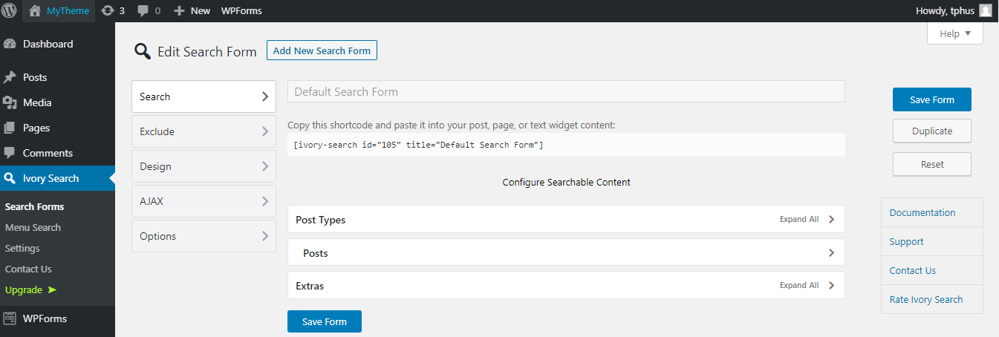 MyTheme 3 0 New WPForms Howdy, tphus
Help
Dashboard
Posts
Media
Pages
Comments
Ivory Search
Search Forms
Menu Search
Settings
Contact Us
Upgrade
WPForms
Edit Search Form Add New Search Form
Search
Exclude
Design
AJAX
Options
Default Search Form
Copy this shortcode and paste it into your post, page, or text widget content:
[ivory-search id="105" title="Default Search Form"]
Configure Searchable Content
Post Types Expand All
Posts
Extras Expand All
Save Form
Save Form
Duplicate
Reset
Documentation
Support
Contact Us
Rate Ivory Search